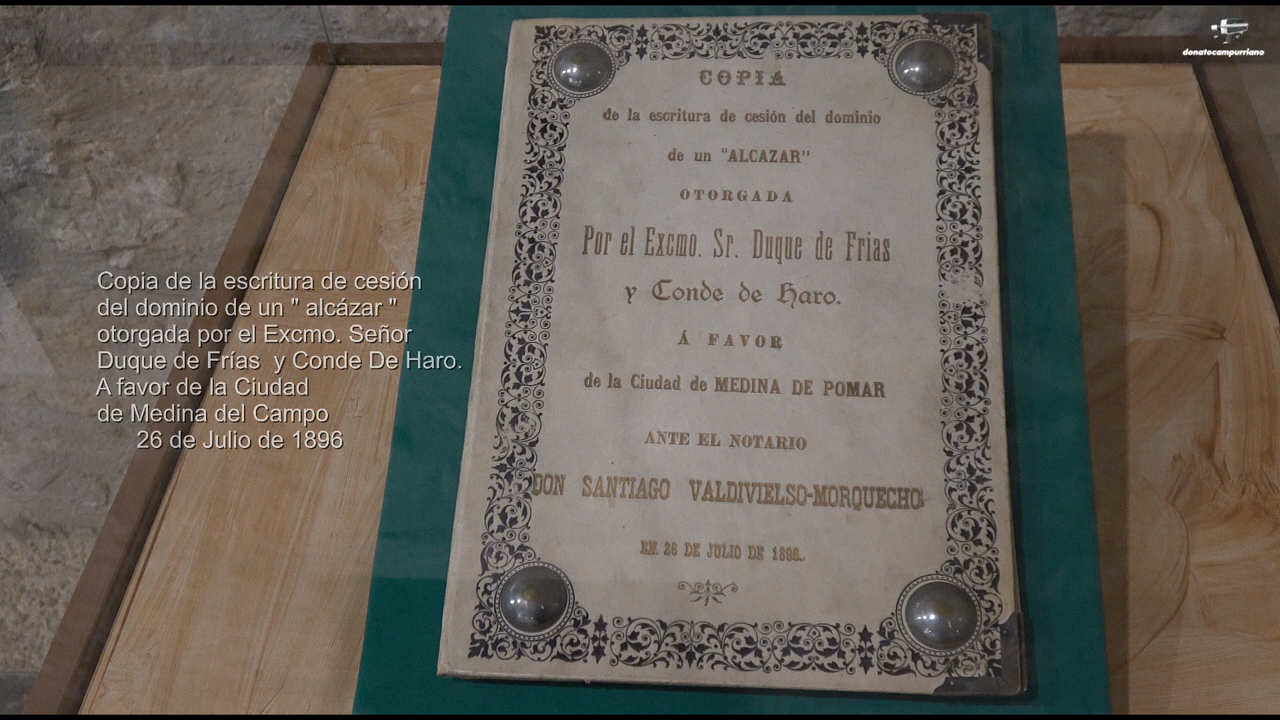 donatocampurriano
COPIA
de la escritura de cesión del dominio
de un "ALCAZAR"
OTORGADA
Por el Excmo. Sr. Duque de Frias
y Conde de Haro.
Á FAVOR
de la Ciudad de MEDINA DE POMAR
ANTE EL NOTARIO
DON SANTIAGO VALDIVIELSO-MORQUECHO
EN 26 DE JULIO DE 1896.
Copia de la escritura de cesión
del dominio de un " alcázar "
otorgada por el Excmo. Señor
Duque de Frías y Conde De Haro.
A favor de la Ciudad
de Medina del Campo
26 de Julio de 1896